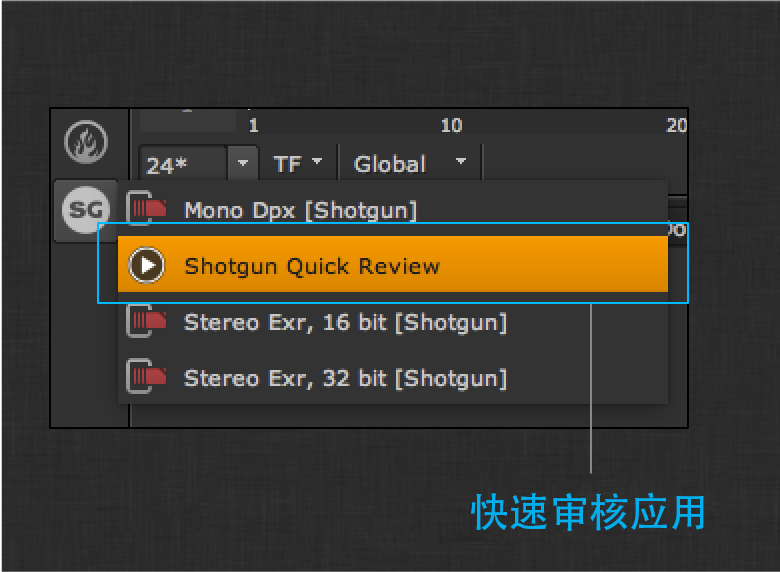 1 10 20
24* TF Global
SG
Mono Dpx [Shotgun]
Shotgun Quick Review
Stereo Exr, 16 bit [Shotgun]
Stereo Exr, 32 bit [Shotgun]
快速审核应用